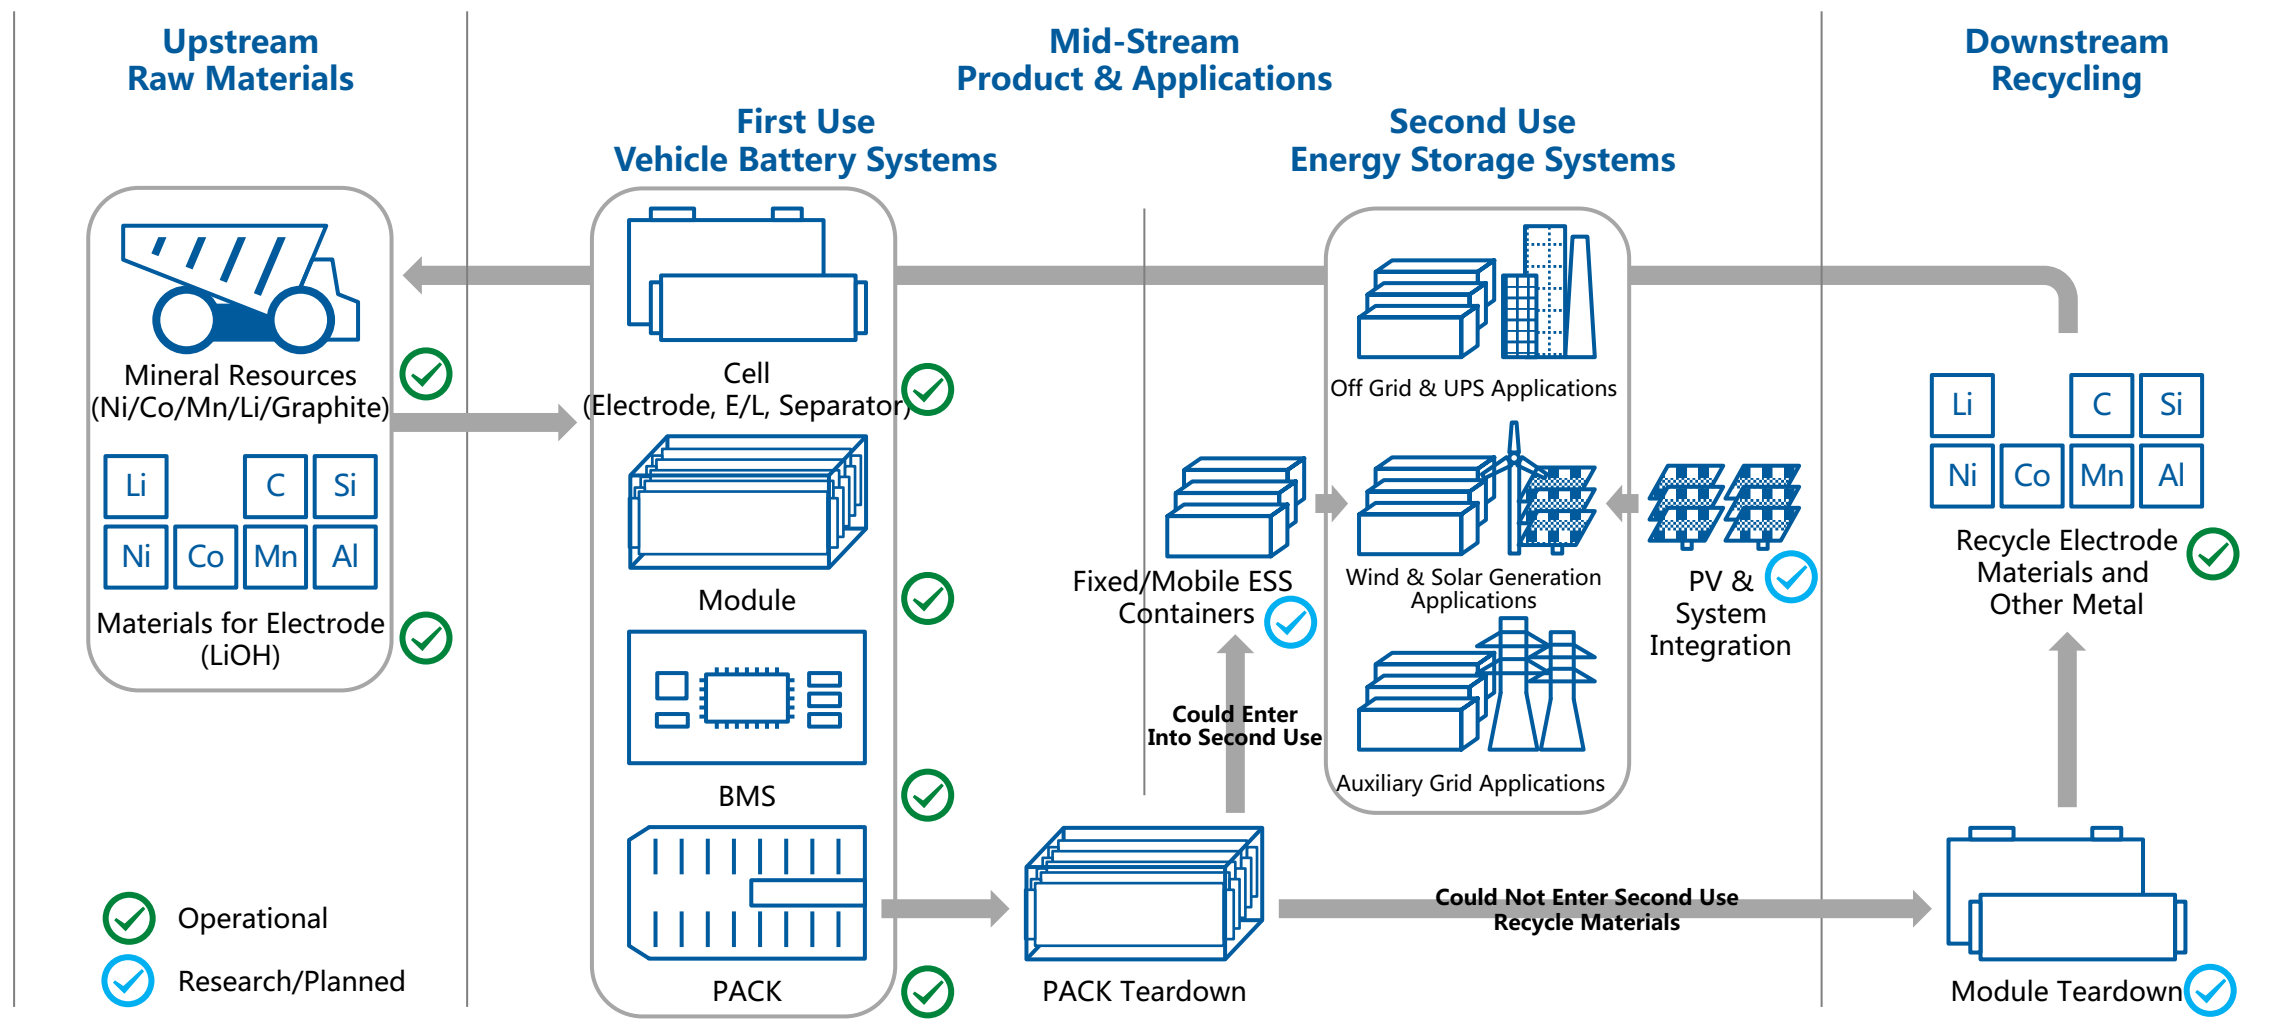 Upstream
Raw Materials
Mid-Stream
Product & Applications
Downstream
Recycling
First Use
Vehicle Battery Systems
Second Use
Energy Storage Systems
Mineral Resources
(Ni/Co/Mn/Li/Graphite)
Li C Si
Ni Co Mn Al
Materials for Electrode
(LiOH)
Operational
Research/Planned
Cell
(Electrode, E/L, Separator)
Module
BMS
PACK
PACK Teardown
Fixed/Mobile ESS
Containers
Could Enter
Into Second Use
Off Grid & UPS Applications
Wind & Solar Generation
Applications
Auxiliary Grid Applications
PV &
System
Integration
Could Not Enter Second Use
Recycle Materials
Li C Si
Ni Co Mn Al
Recycle Electrode
Materials and
Other Metal
Module Teardown